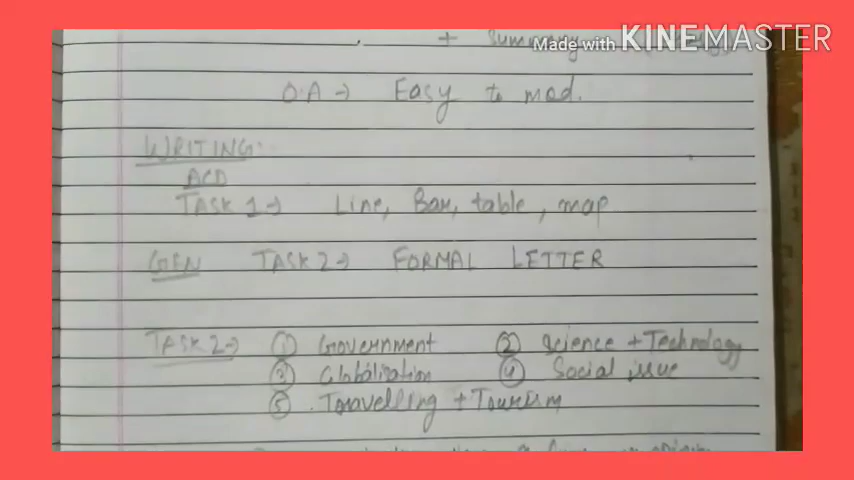 + Summary
Made with KINEMASTER
O.A → Easy to mod.
WRITING:
ACD
TASK 1 → Line, Bar, table, map
GEN TASK 2 → FORMAL LETTER
TASK 2 → ① Government ② Science + Technology
③ Globalization ④ Social issue
⑤ Travelling + Tourism